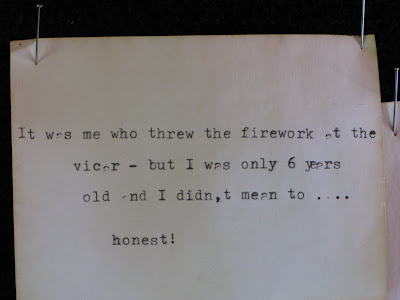 It was me who threw the firework at the
vicar - but I was only 6 years
old and I didn,t mean to ....
honest!